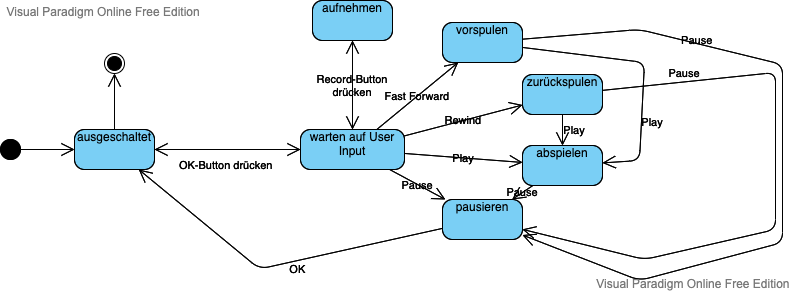 Visual Paradigm Online Free Edition
aufnehmen
vorspulen
Pause
Record-Button
drücken
Fast Forward
zurückspulen
Pause
Rewind
Play
Play
ausgeschaltet
warten auf User
Input
OK-Button drücken
Play
abspielen
Pause
Pause
pausieren
OK
Visual Paradigm Online Free Edition